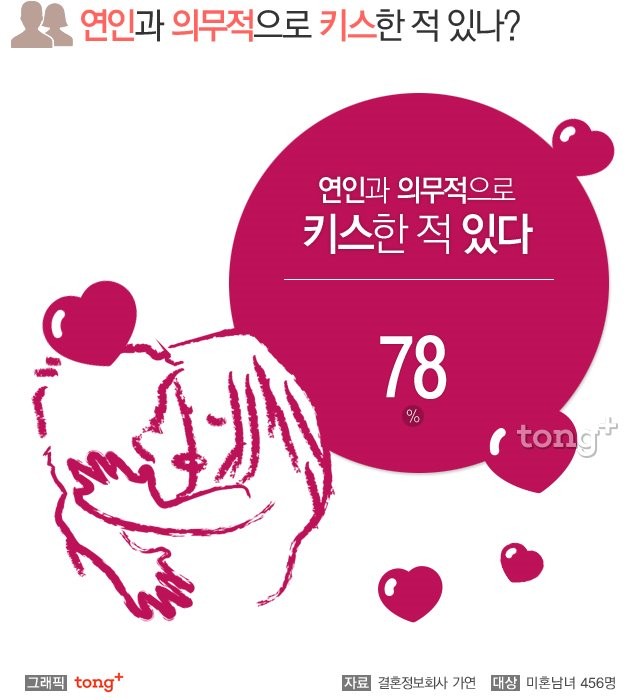 연인과 의무적으로 키스한 적 있나?
연인과 의무적으로
키스한 적 있다
78
%
tong+
그래픽 tong+ 자료 결혼정보회사 가연 대상 미혼남녀 456명